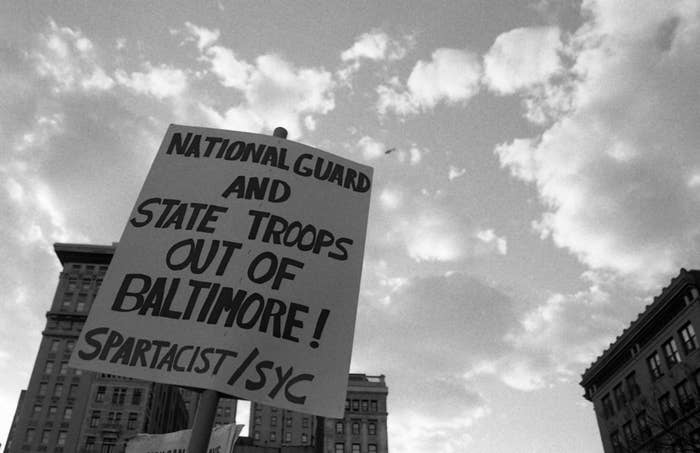 NATIONAL GUARD
AND
STATE TROOPS
OUT OF
BALTIMORE!
SPARTACIST/SYC